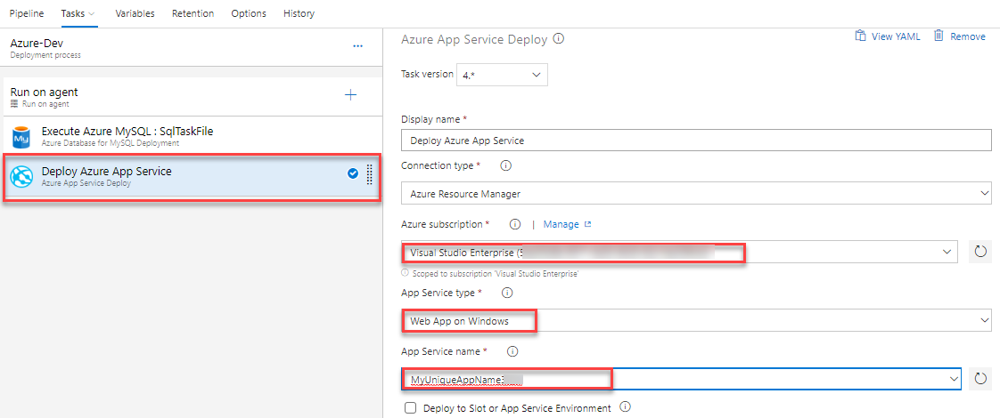 Pipeline Tasks Variables Retention Options History
Azure-Dev
Deployment process
Run on agent
Run on agent
Execute Azure MySQL : SqlTaskFile
Azure Database for MySQL Deployment
Deploy Azure App Service
Azure App Service Deploy
Azure App Service Deploy
View YAML Remove
Task version 4.*
Display name *
Deploy Azure App Service
Connection type *
Azure Resource Manager
Azure subscription * | Manage
Visual Studio Enterprise (
Scoped to subscription 'Visual Studio Enterprise'
App Service type *
Web App on Windows
App Service name *
MyUniqueAppName
Deploy to Slot or App Service Environment